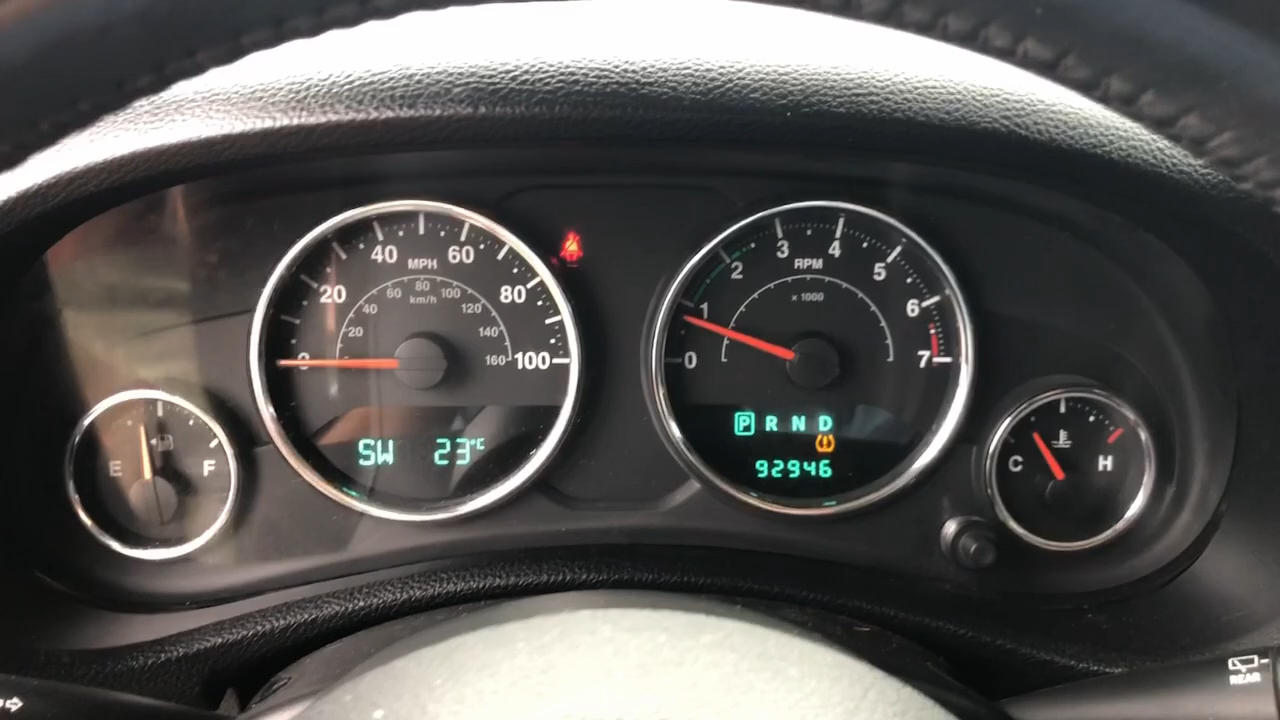 0 20 40 60 80 100
MPH
20 40 60 80 100 120 140 160
km/h
SW 23°C
E F
0 1 2 3 4 5 6 7
RPM
x 1000
P R N D
92946
C H
REAR